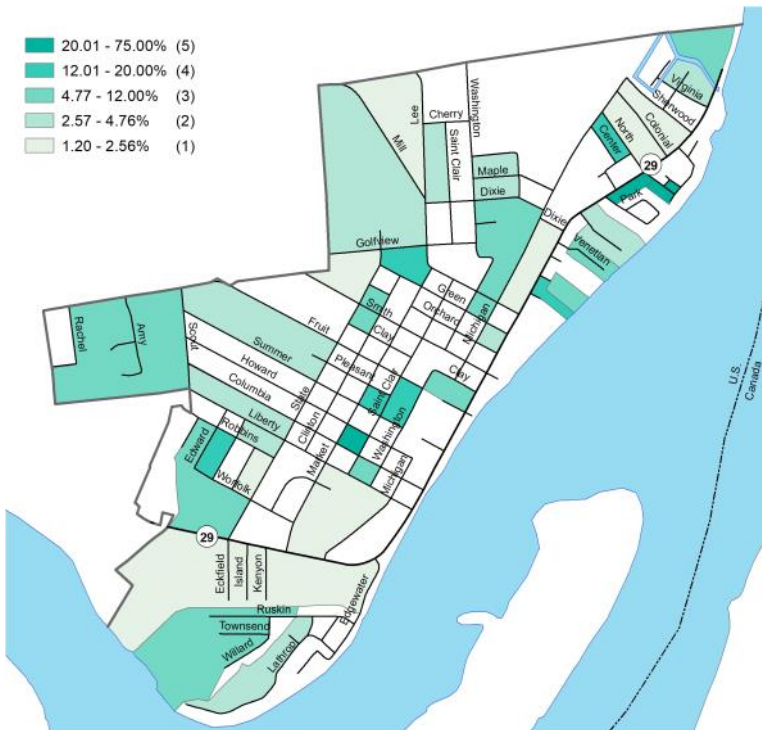 20.01 - 75.00% (5)
12.01 - 20.00% (4)
4.77 - 12.00% (3)
2.57 - 4.76% (2)
1.20 - 2.56% (1)
Virginia
Sherwood
Colonial
North
Center
29
Park
Washington
Lee
Cherry
Saint Clair
Mill
Maple
Dixie
Dixie
Venetian
Golfview
Green
Orchard
Michigan
Smith
Clay
Clay
Fruit
Pleasant
Summer
Howard
Columbia
Liberty
Scout
Amy
Rachel
State
Clinton
Saint Clay
Washington
Market
Michigan
Robbins
Edward
Worfolk
29
Eckfield
Island
Kenyon
Edgewater
Ruskin
Townsend
Willard
Lathrop
U.S.
Canada